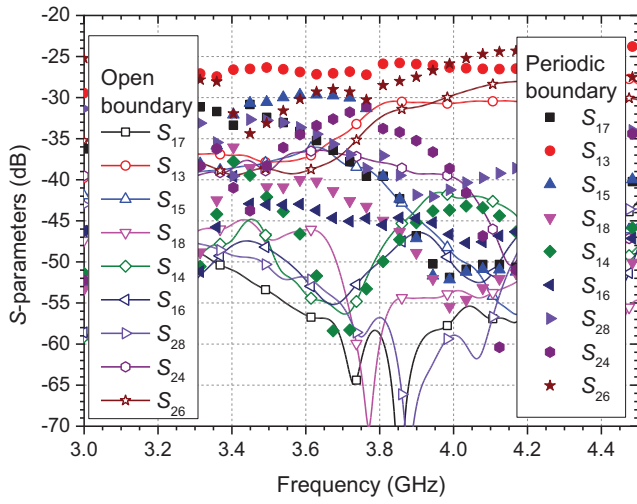 -20
-25
-30
-35
-40
-45
-50
-55
-60
-65
-70
S-parameters (dB)
3.0
3.2
3.4
3.6
3.8
4.0
4.2
4.4
Frequency (GHz)
Open
boundary
S17
S13
S15
S18
S14
S16
S28
S24
S26
Periodic
boundary
S17
S13
S15
S18
S14
S16
S28
S24
S26